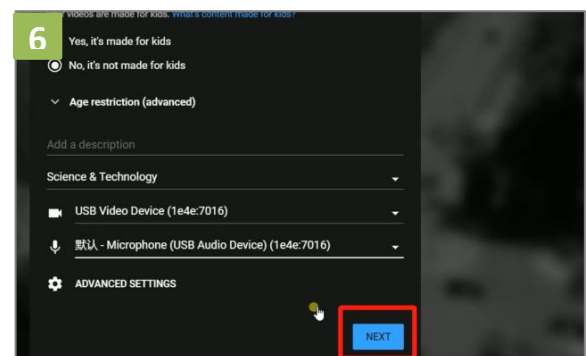 6
videos are made for kids. What's content made for kids?
Yes, it's made for kids
No, it's not made for kids
Age restriction (advanced)
Add a description
Science & Technology
USB Video Device (1e4e:7016)
默认 - Microphone (USB Audio Device) (1e4e:7016)
ADVANCED SETTINGS
NEXT